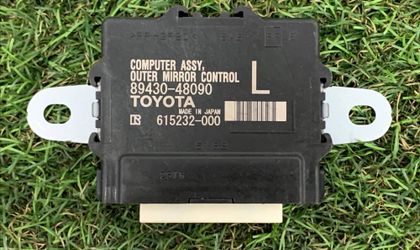 COMPUTER ASSY,
OUTER MIRROR CONTROL
L
89430-48090
TOYOTA
MADE IN JAPAN
615232-000